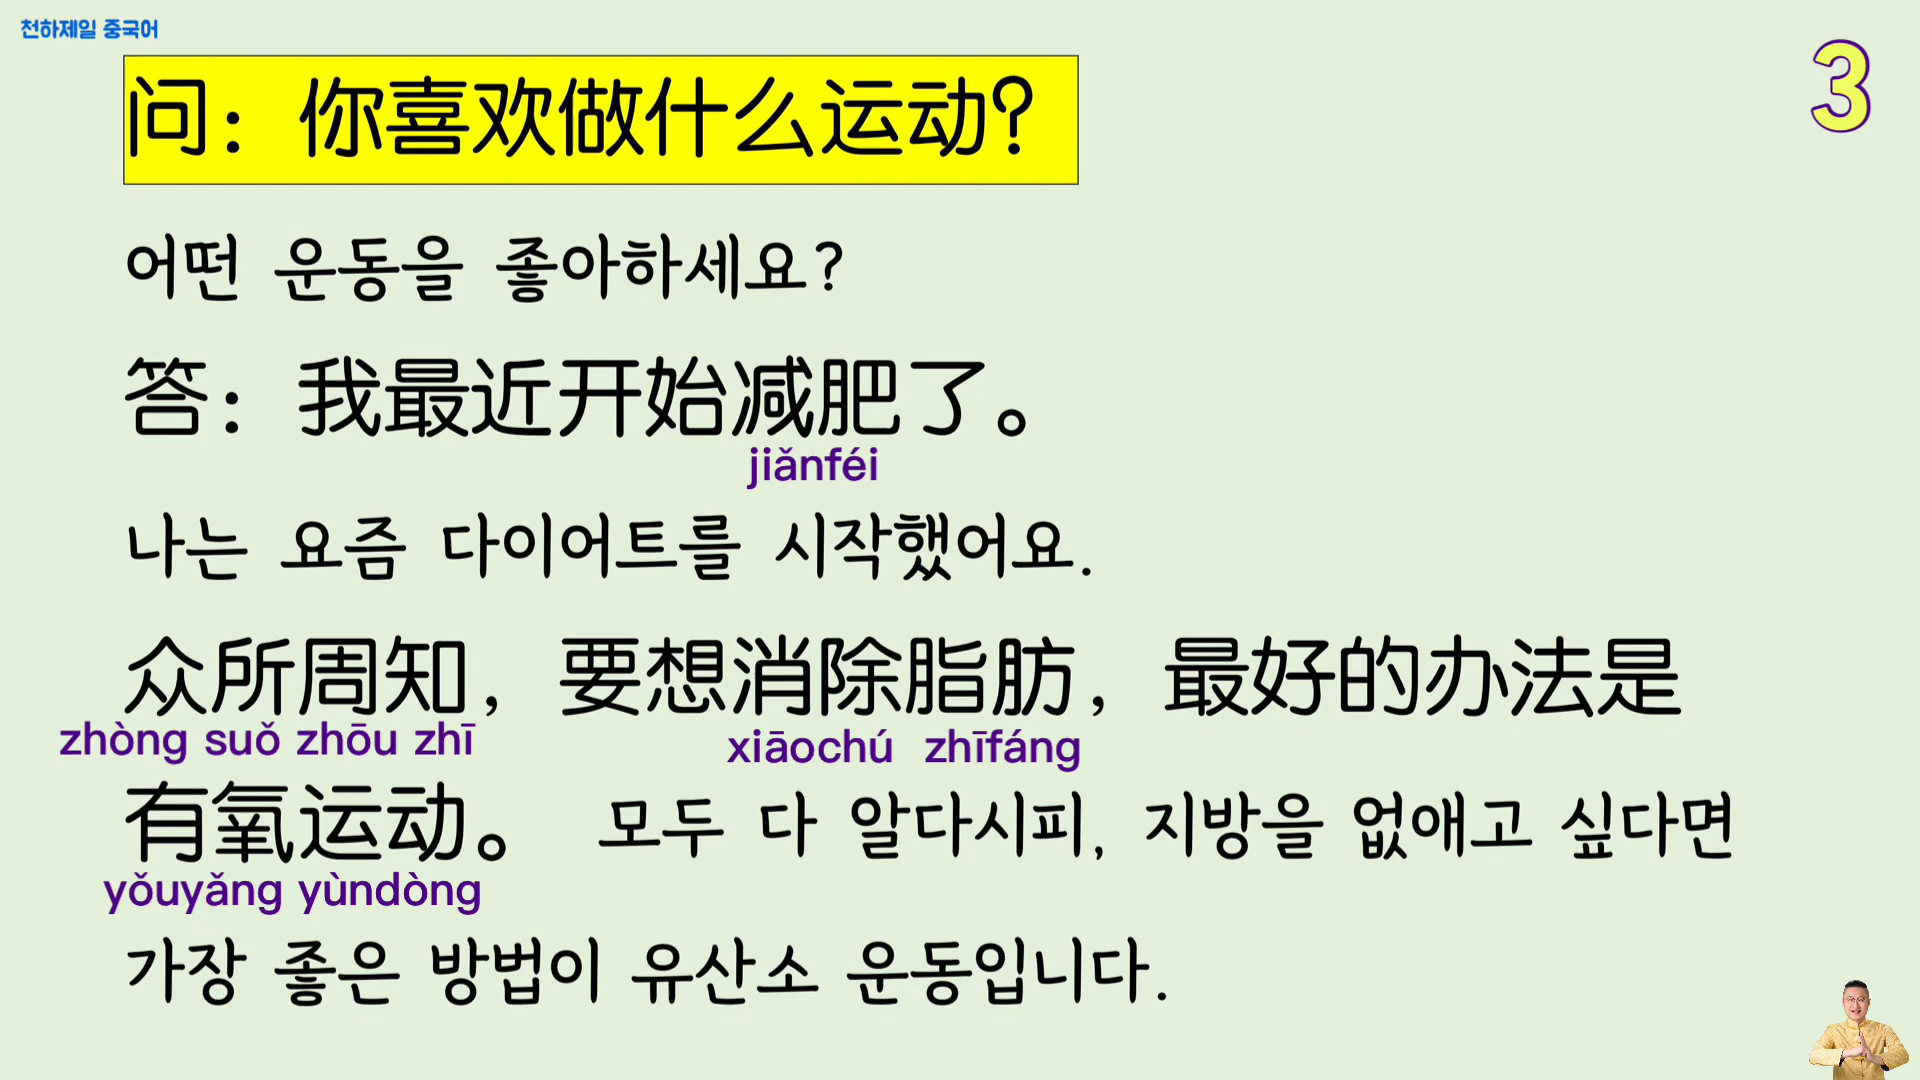 천하제일 중국어
3
问：你喜欢做什么运动？
어떤 운동을 좋아하세요?
答：我最近开始减肥了。
jiǎnféi
나는 요즘 다이어트를 시작했어요.
众所周知，要想消除脂肪，最好的办法是
zhòng suǒ zhōu zhī xiāochú zhīfáng
有氧运动。 모두 다 알다시피, 지방을 없애고 싶다면
yǒuyǎng yùndòng
가장 좋은 방법이 유산소 운동입니다.